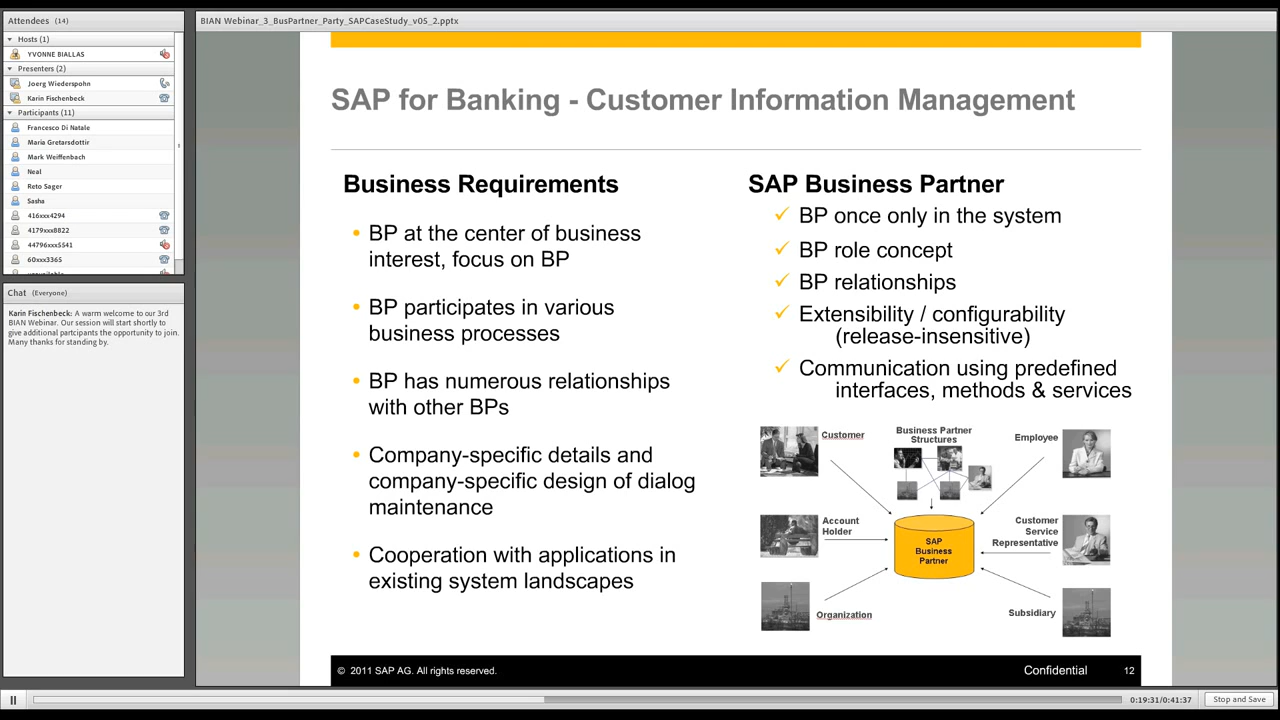 Attendees (14)
Hosts (1)
YVONNE BIALLAS
Presenters (2)
Joerg Wiederspohn
Karin Fischenbeck
Participants (11)
Francesco Di Natale
Maria Gretarsdottir
Mark Weiffenbach
Neal
Reto Sager
Sasha
416xxx4294
4179xxx8822
44796xxx5541
60xxx3365
Chat (Everyone)
Karin Fischenbeck: A warm welcome to our 3rd
BIAN Webinar. Our session will start shortly to
give additional participants the opportunity to join.
Many thanks for standing by.
BIAN Webinar_3_BusPartner_Party_SAPCaseStudy_v05_2.pptx
SAP for Banking - Customer Information Management
Business Requirements
• BP at the center of business
interest, focus on BP
• BP participates in various
business processes
• BP has numerous relationships
with other BPs
• Company-specific details and
company-specific design of dialog
maintenance
• Cooperation with applications in
existing system landscapes
SAP Business Partner
✓ BP once only in the system
✓ BP role concept
✓ BP relationships
✓ Extensibility / configurability
(release-insensitive)
✓ Communication using predefined
interfaces, methods & services
Customer
Business Partner
Structures
Employee
Account
Holder
SAP
Business
Partner
Customer
Service
Representative
Organization
Subsidiary
© 2011 SAP AG. All rights reserved.
Confidential
12
0:19:31/0:41:37
Stop and Save